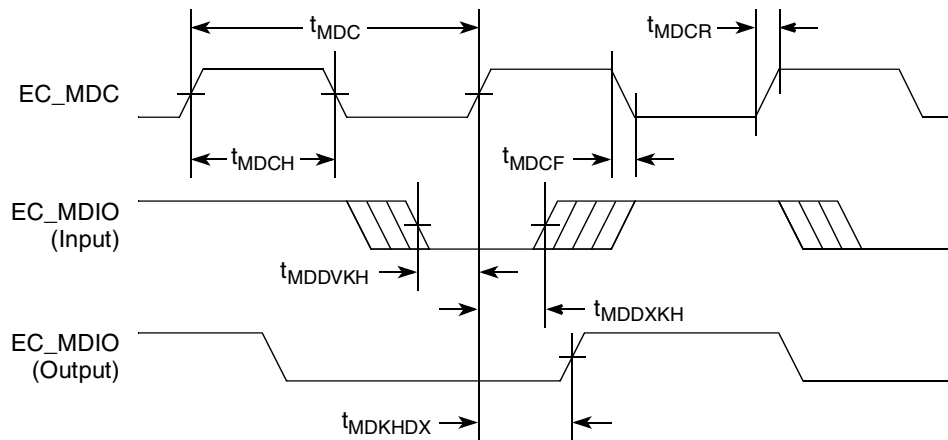 tMDC
tMDCR
EC_MDC
tMDCH
tMDCF
EC_MDIO
(Input)
tMDDVKH
tMDDXKH
EC_MDIO
(Output)
tMDKHDX